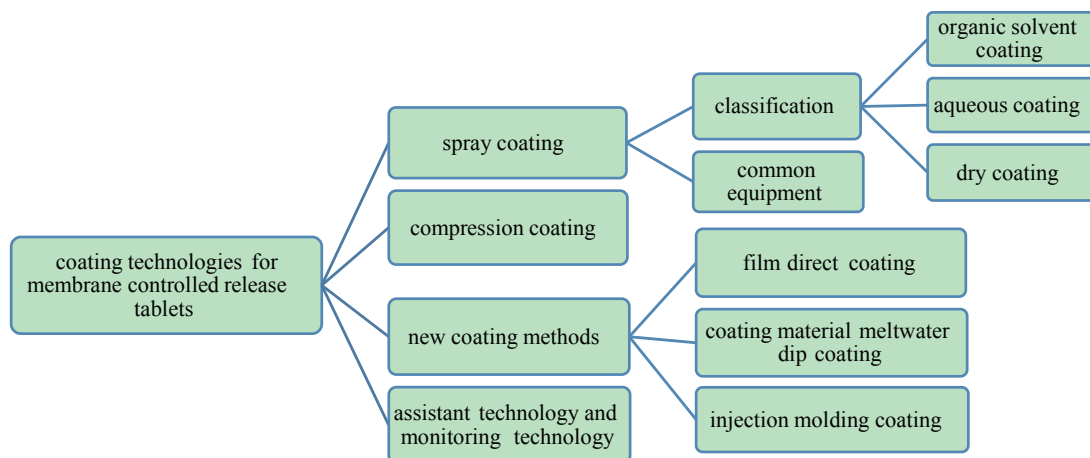 coating technologies for
membrane controlled release
tablets
spray coating
compression coating
new coating methods
assistant technology and
monitoring technology
classification
common
equipment
organic solvent
coating
aqueous coating
dry coating
film direct coating
coating material meltwater
dip coating
injection molding coating